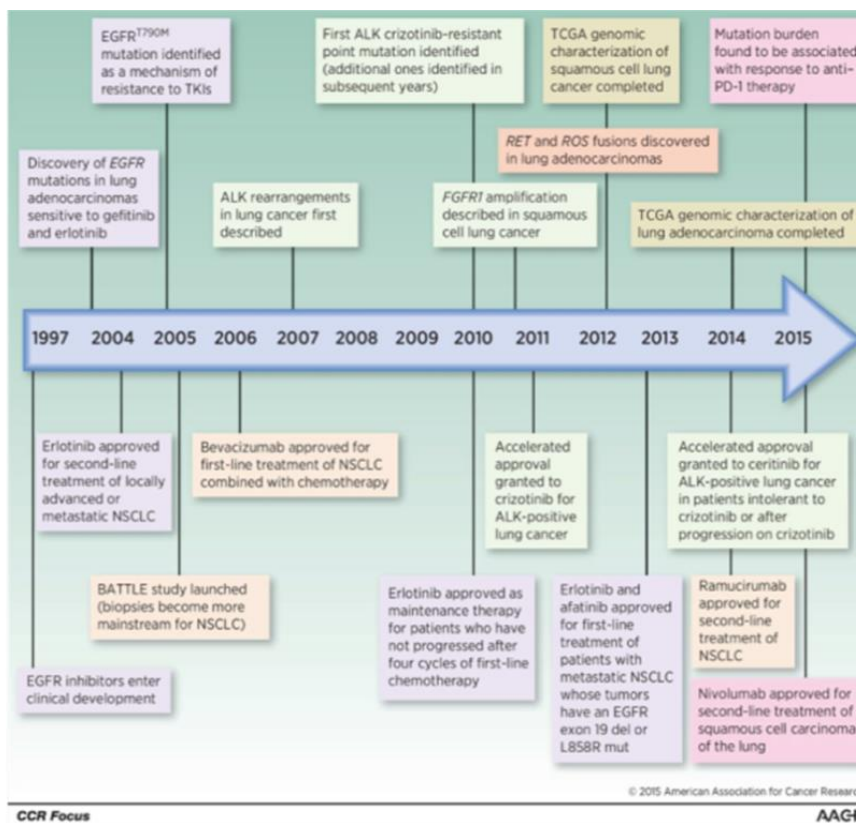 EGFRT790M
mutation identified
as a mechanism of
resistance to TKIs
First ALK crizotinib-resistant
point mutation identified
(additional ones identified in
subsequent years)
TCGA genomic
characterization of
squamous cell lung
cancer completed
Mutation burden
found to be associated
with response to anti–
PD-1 therapy
RET and ROS fusions discovered
in lung adenocarcinomas
Discovery of EGFR
mutations in lung
adenocarcinomas
sensitive to gefitinib
and erlotinib
ALK rearrangements
in lung cancer first
described
FGFR1 amplification
described in squamous
cell lung cancer
TCGA genomic characterization of
lung adenocarcinoma completed
1997 2004 2005 2006 2007 2008 2009 2010 2011 2012 2013 2014 2015
Erlotinib approved
for second-line
treatment of locally
advanced or
metastatic NSCLC
Bevacizumab approved for
first-line treatment of NSCLC
combined with chemotherapy
Accelerated
approval
granted to
crizotinib for
ALK-positive
lung cancer
Accelerated approval
granted to ceritinib for
ALK-positive lung cancer
in patients intolerant to
crizotinib or after
progression on crizotinib
BATTLE study launched
(biopsies become more
mainstream for NSCLC)
Erlotinib approved as
maintenance therapy
for patients who have
not progressed after
four cycles of first-line
chemotherapy
Erlotinib and
afatinib approved
for first-line
treatment of
patients with
metastatic NSCLC
whose tumors
have an EGFR
exon 19 del or
L858R mut
Ramucirumab
approved for
second-line
treatment of
NSCLC
EGFR inhibitors enter
clinical development
Nivolumab approved for
second-line treatment of
squamous cell carcinoma
of the lung
© 2015 American Association for Cancer Researc
CCR Focus
AAC